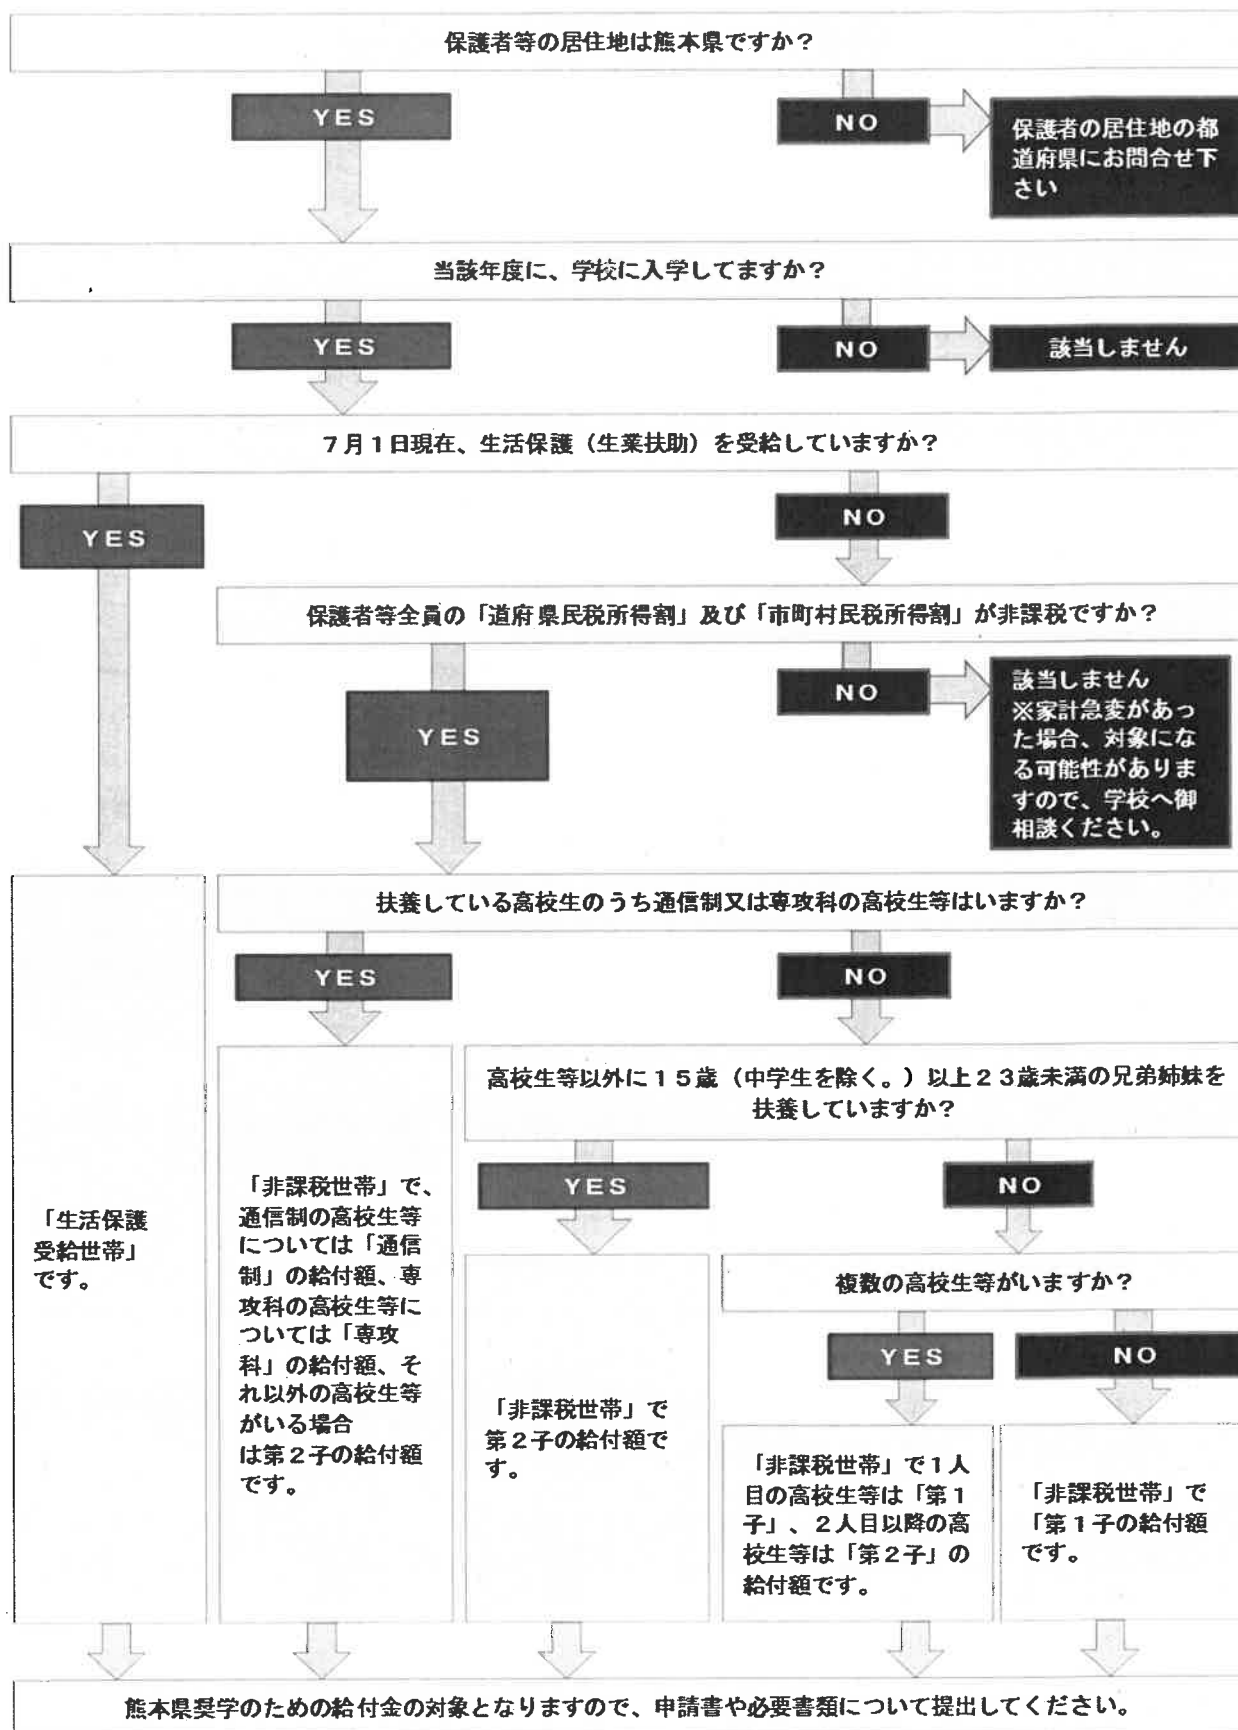 保護者等の居住地は熊本県ですか？
YES
NO
保護者の居住地の都
道府県にお問合せ下
さい
当該年度に、学校に入学してますか？
YES
NO
該当しません
７月１日現在、生活保護（生業扶助）を受給していますか？
YES
NO
保護者等全員の「道府県民税所得割」及び「市町村民税所得割」が非課税ですか？
YES
NO
該当しません
※家計急変があっ
た場合、対象にな
る可能性がありま
すので、学校へ御
相談ください。
扶養している高校生のうち通信制又は専攻科の高校生等はいますか？
YES
NO
高校生等以外に１５歳（中学生を除く。）以上２３歳未満の兄弟姉妹を
扶養していますか？
YES
NO
「生活保護
受給世帯」
です。
「非課税世帯」で、
通信制の高校生等
については「通信
制」の給付額、専
攻科の高校生等に
ついては「専攻
科」の給付額、そ
れ以外の高校生等
がいる場合
は第２子の給付額
です。
「非課税世帯」で
第２子の給付額で
す。
複数の高校生等がいますか？
YES
NO
「非課税世帯」で１人
目の高校生等は「第１
子」、２人目以降の高
校生等は「第２子」の
給付額です。
「非課税世帯」で
「第１子の給付額
です。
熊本県奨学のための給付金の対象となりますので、申請書や必要書類について提出してください。